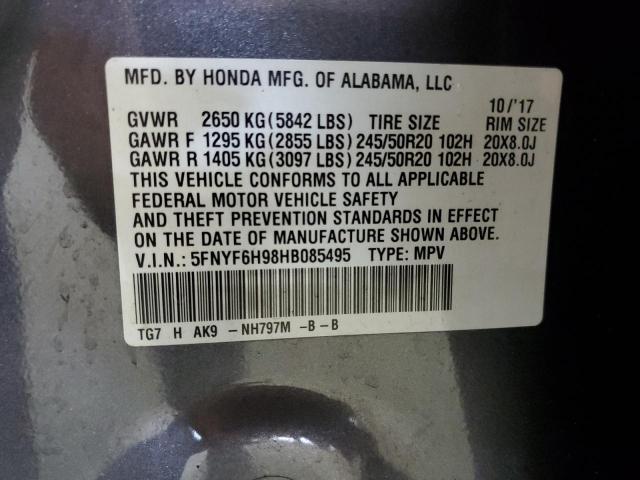 MFD. BY HONDA MFG. OF ALABAMA, LLC
10/'17
GVWR 2650 KG(5842 LBS) TIRE SIZE RIM SIZE
GAWR F 1295 KG(2855 LBS) 245/50R20 102H 20X8.0J
GAWR R 1405 KG(3097 LBS) 245/50R20 102H 20X8.0J
THIS VEHICLE CONFORMS TO ALL APPLICABLE
FEDERAL MOTOR VEHICLE SAFETY
AND THEFT PREVENTION STANDARDS IN EFFECT
ON THE DATE OF MANUFACTURE SHOWN ABOVE.
V.I.N.: 5FNYF6H98HB085495 TYPE: MPV
TG7 H AK9 -NH797M -B-B